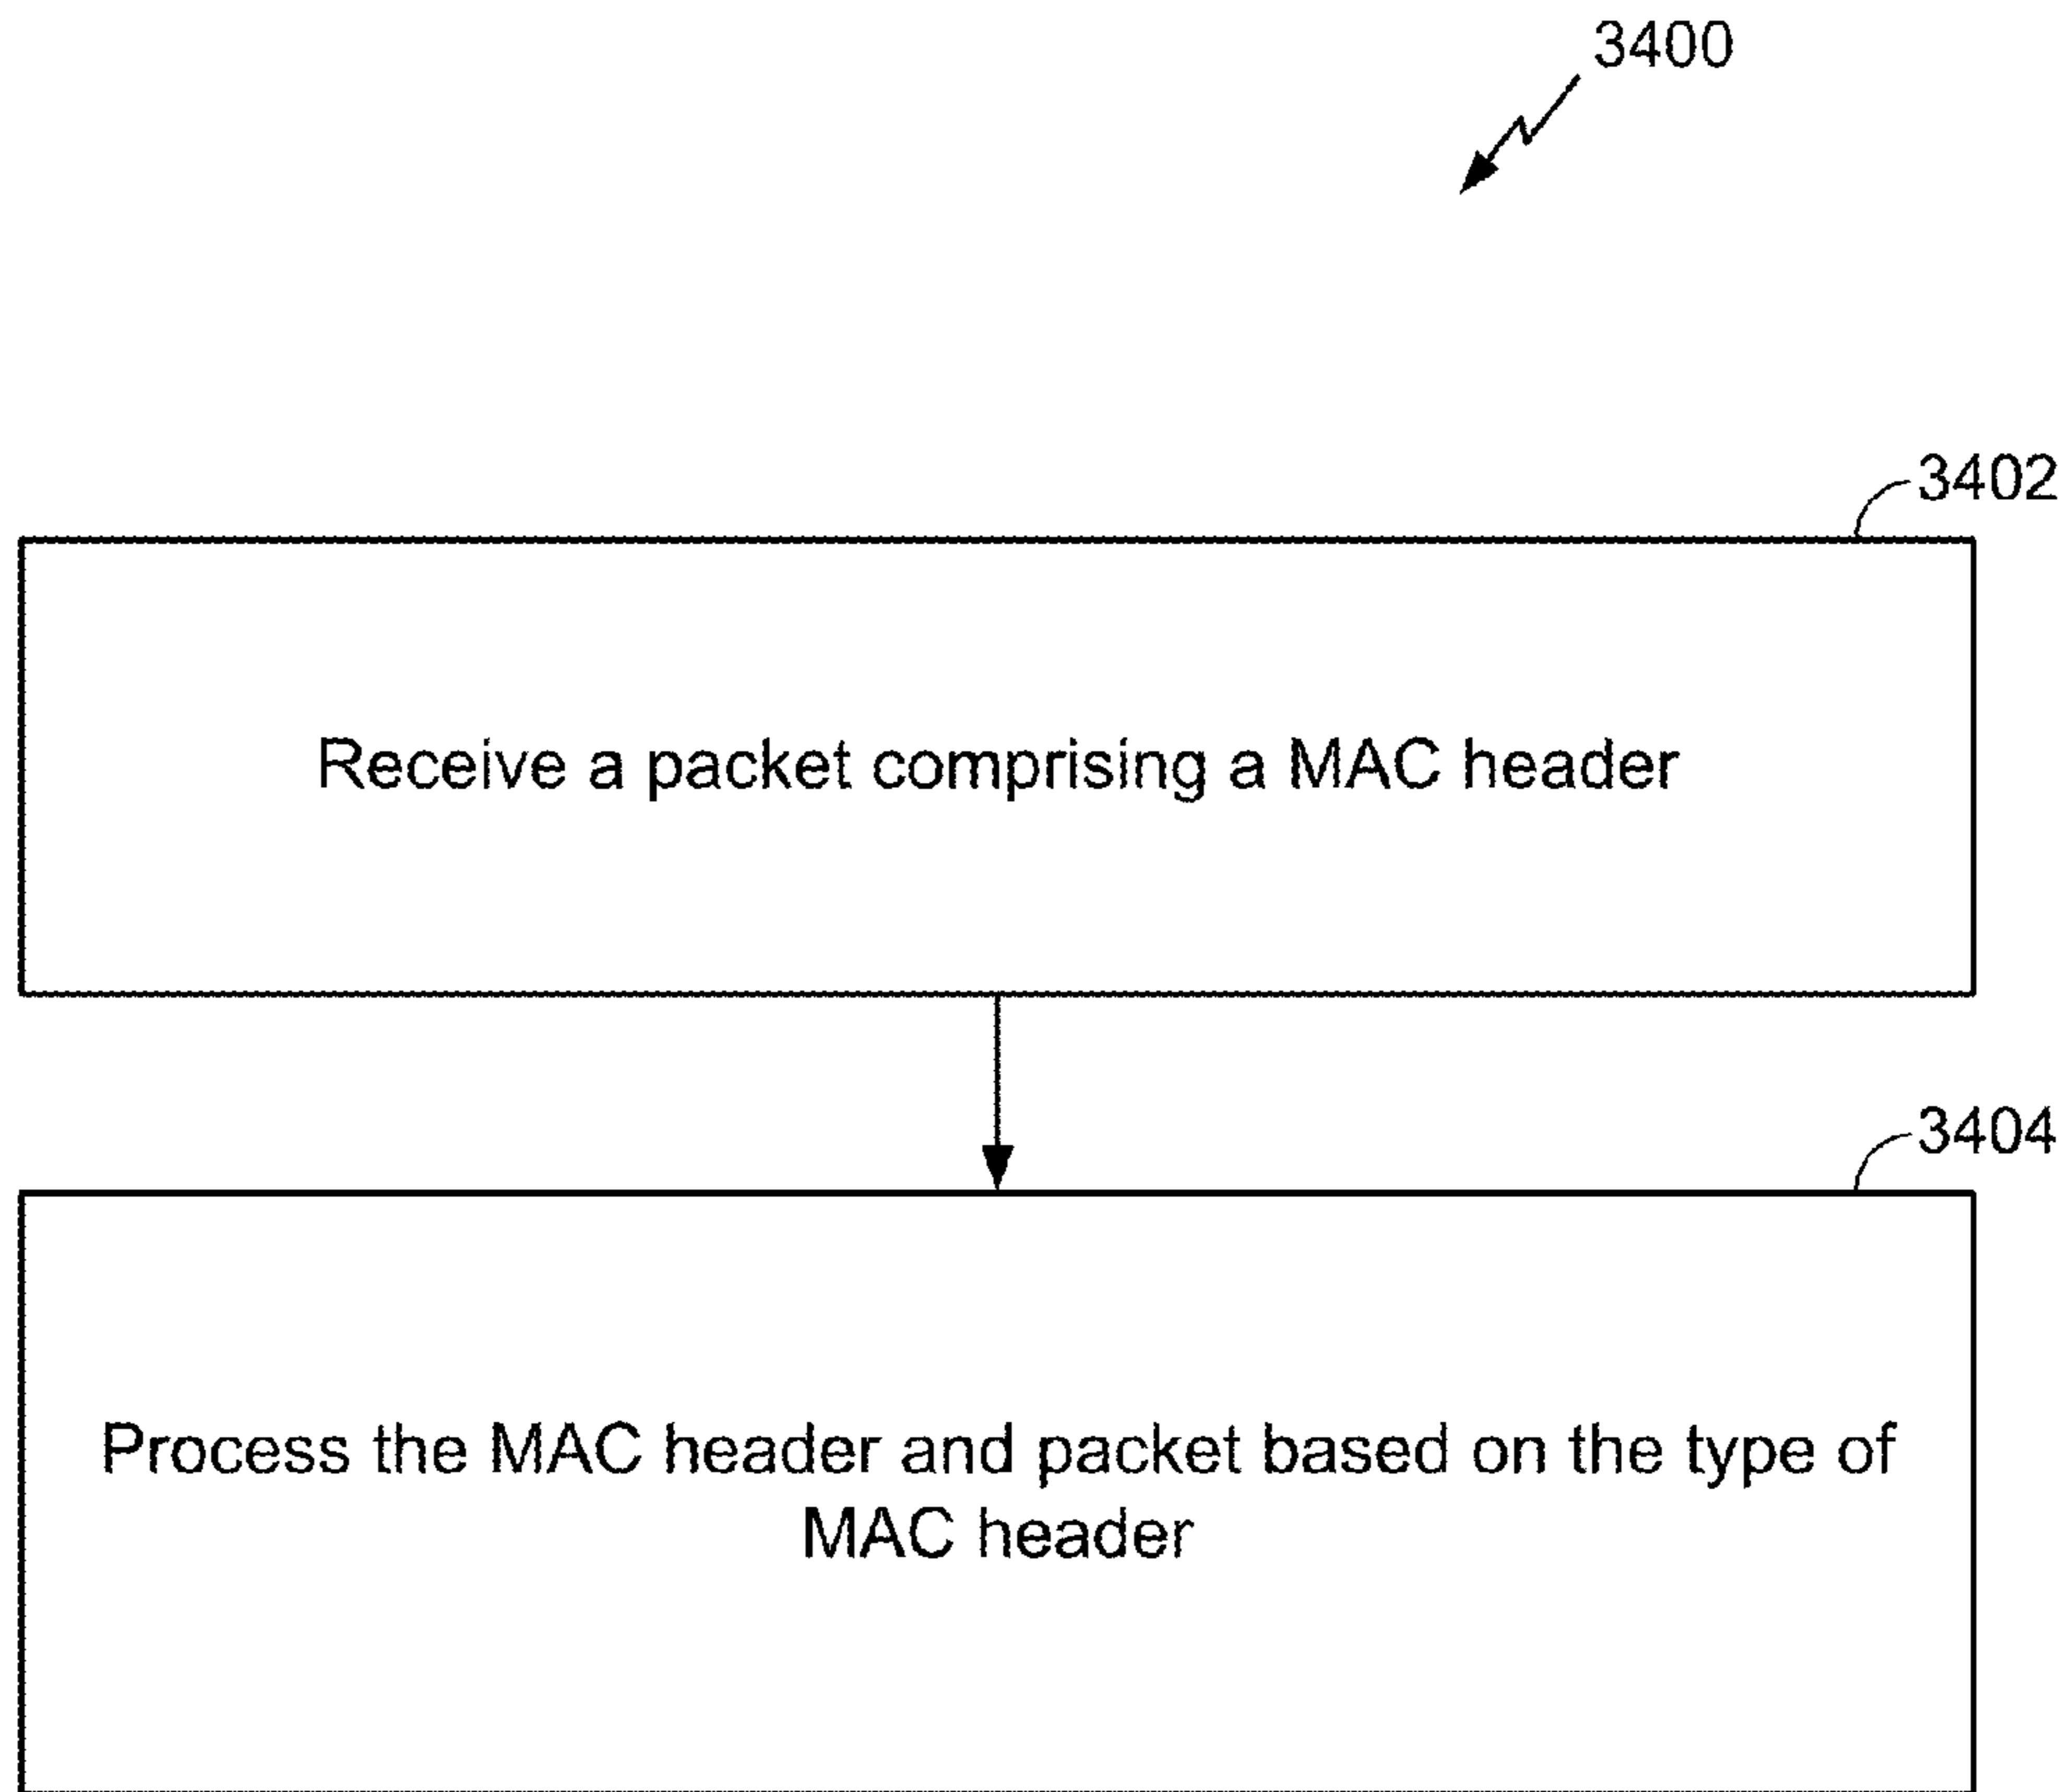 3400
3402
Receive a packet comprising a MAC header
3404
Process the MAC header and packet based on the type of
MAC header